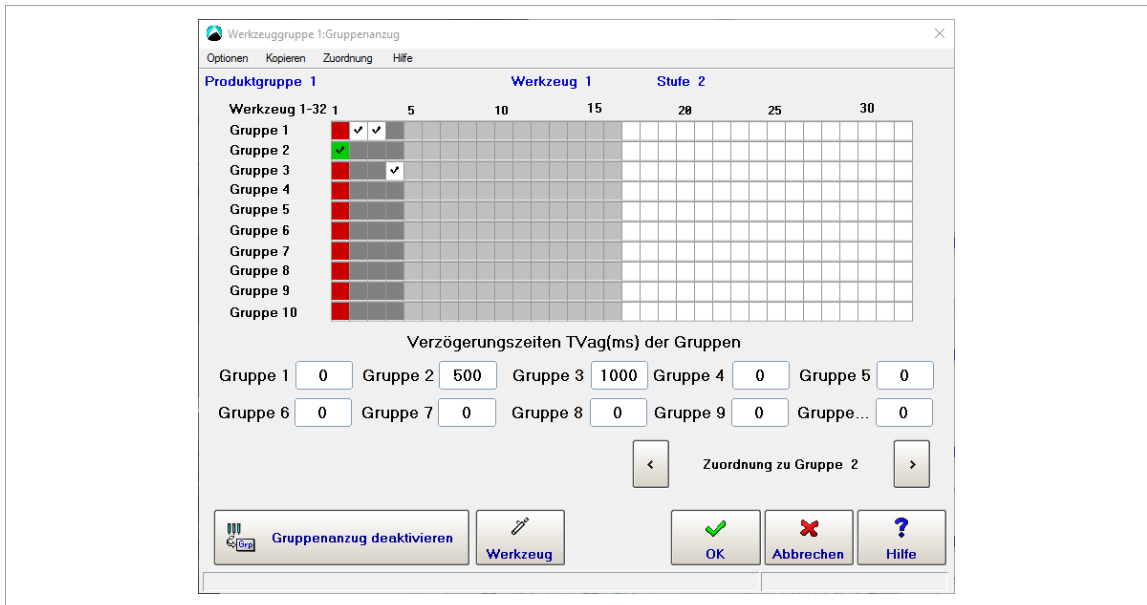 Werkzeuggruppe 1:Gruppenanzug
Optionen Kopieren Zuordnung Hilfe
Produktgruppe 1 Werkzeug 1 Stufe 2
Werkzeug 1-32 1 5 10 15 20 25 30
Gruppe 1
Gruppe 2
Gruppe 3
Gruppe 4
Gruppe 5
Gruppe 6
Gruppe 7
Gruppe 8
Gruppe 9
Gruppe 10
Verzögerungszeiten TVag(ms) der Gruppen
Gruppe 1 0 Gruppe 2 500 Gruppe 3 1000 Gruppe 4 0 Gruppe 5 0
Gruppe 6 0 Gruppe 7 0 Gruppe 8 0 Gruppe 9 0 Gruppe... 0
< Zuordnung zu Gruppe 2 >
Grp Gruppenanzug deaktivieren Werkzeug OK Abbrechen Hilfe